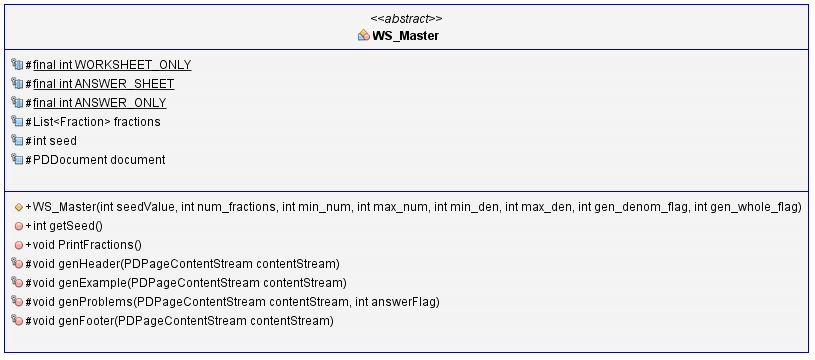 <<abstract>>
WS_Master
#final int WORKSHEET_ONLY
#final int ANSWER_SHEET
#final int ANSWER_ONLY
#List<Fraction> fractions
#int seed
#PDDocument document
+WS_Master(int seedValue, int num_fractions, int min_num, int max_num, int min_den, int max_den, int gen_denom_flag, int gen_whole_flag)
+int getSeed()
+void PrintFractions()
#void genHeader(PDPageContentStream contentStream)
#void genExample(PDPageContentStream contentStream)
#void genProblems(PDPageContentStream contentStream, int answerFlag)
#void genFooter(PDPageContentStream contentStream)